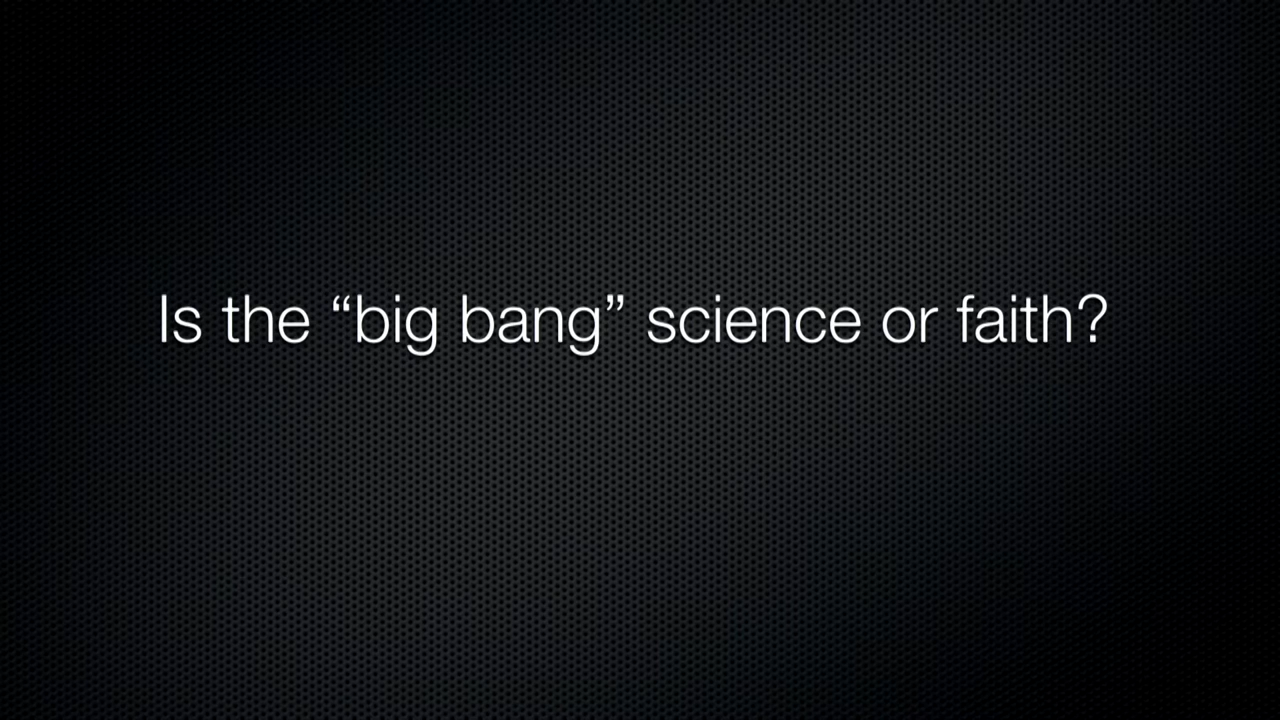 Is the “big bang” science or faith?